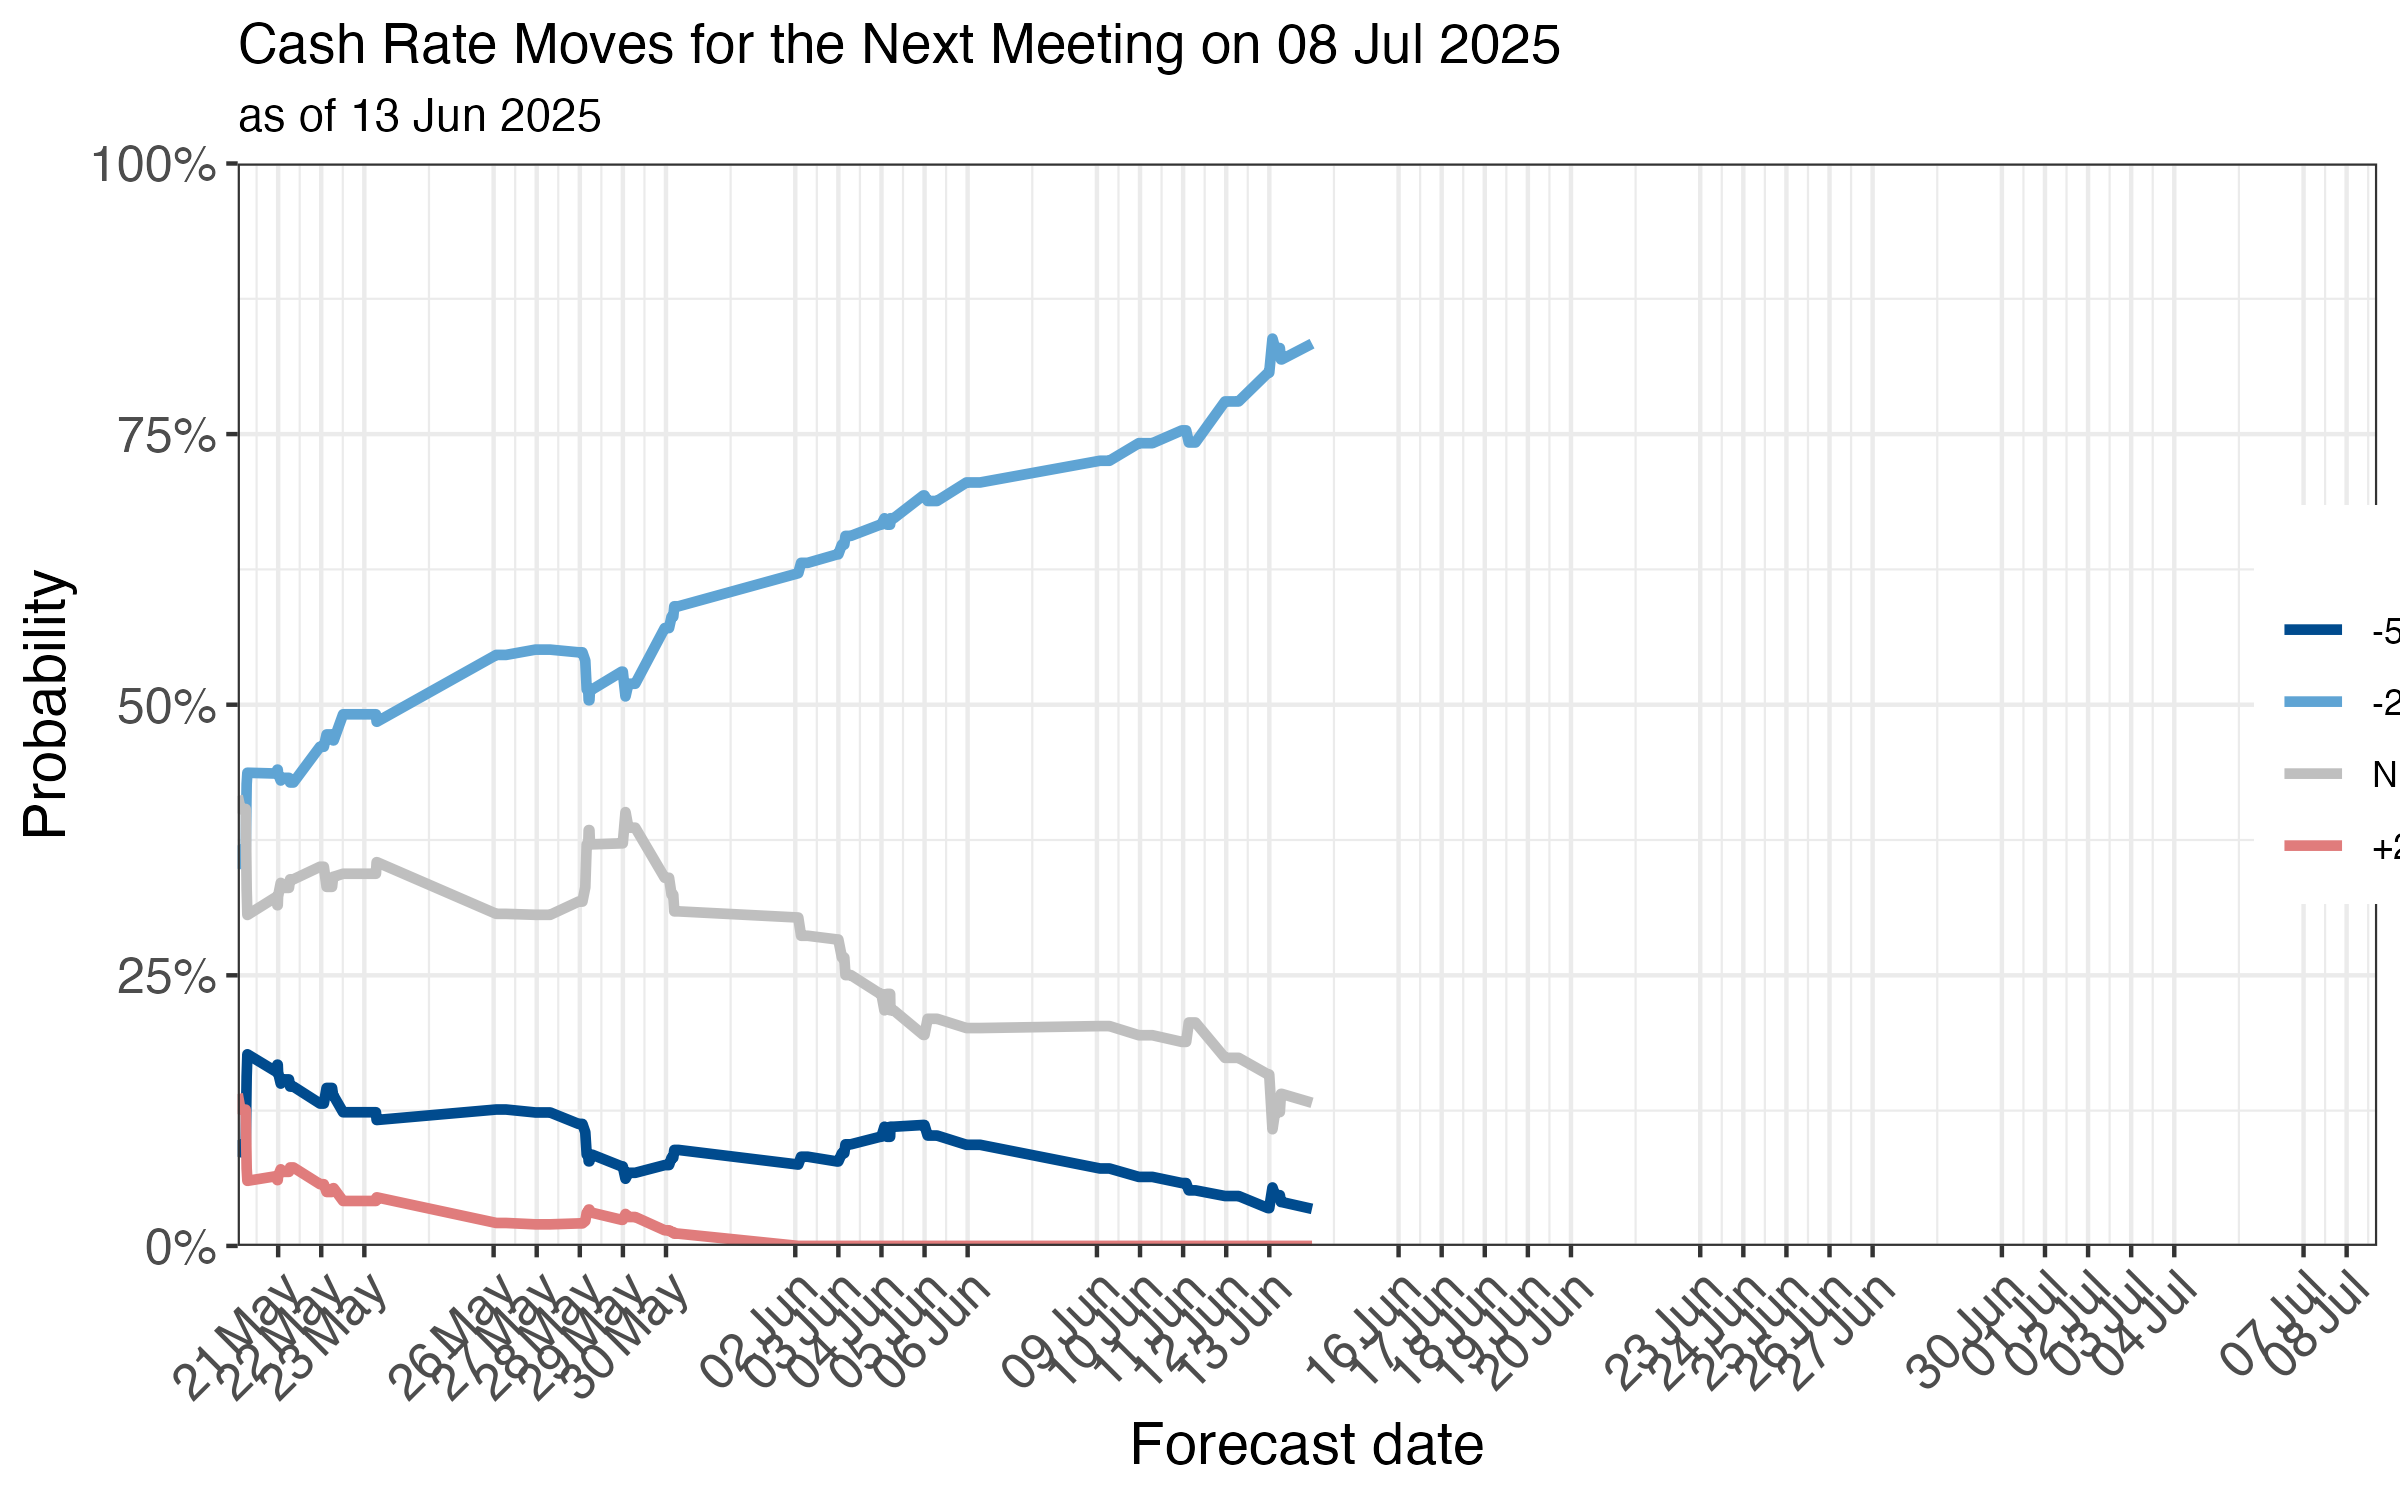 Cash Rate Moves for the Next Meeting on 08 Jul 2025
as of 13 Jun 2025
100%
75%
50%
25%
0%
Probability
-5
-2
N
+2
21 May
22 May
23 May
26 May
27 May
28 May
29 May
30 May
02 Jun
03 Jun
04 Jun
05 Jun
06 Jun
09 Jun
10 Jun
11 Jun
12 Jun
13 Jun
16 Jun
17 Jun
18 Jun
19 Jun
20 Jun
23 Jun
24 Jun
25 Jun
26 Jun
27 Jun
30 Jun
01 Jul
02 Jul
03 Jul
04 Jul
07 Jul
08 Jul
Forecast date